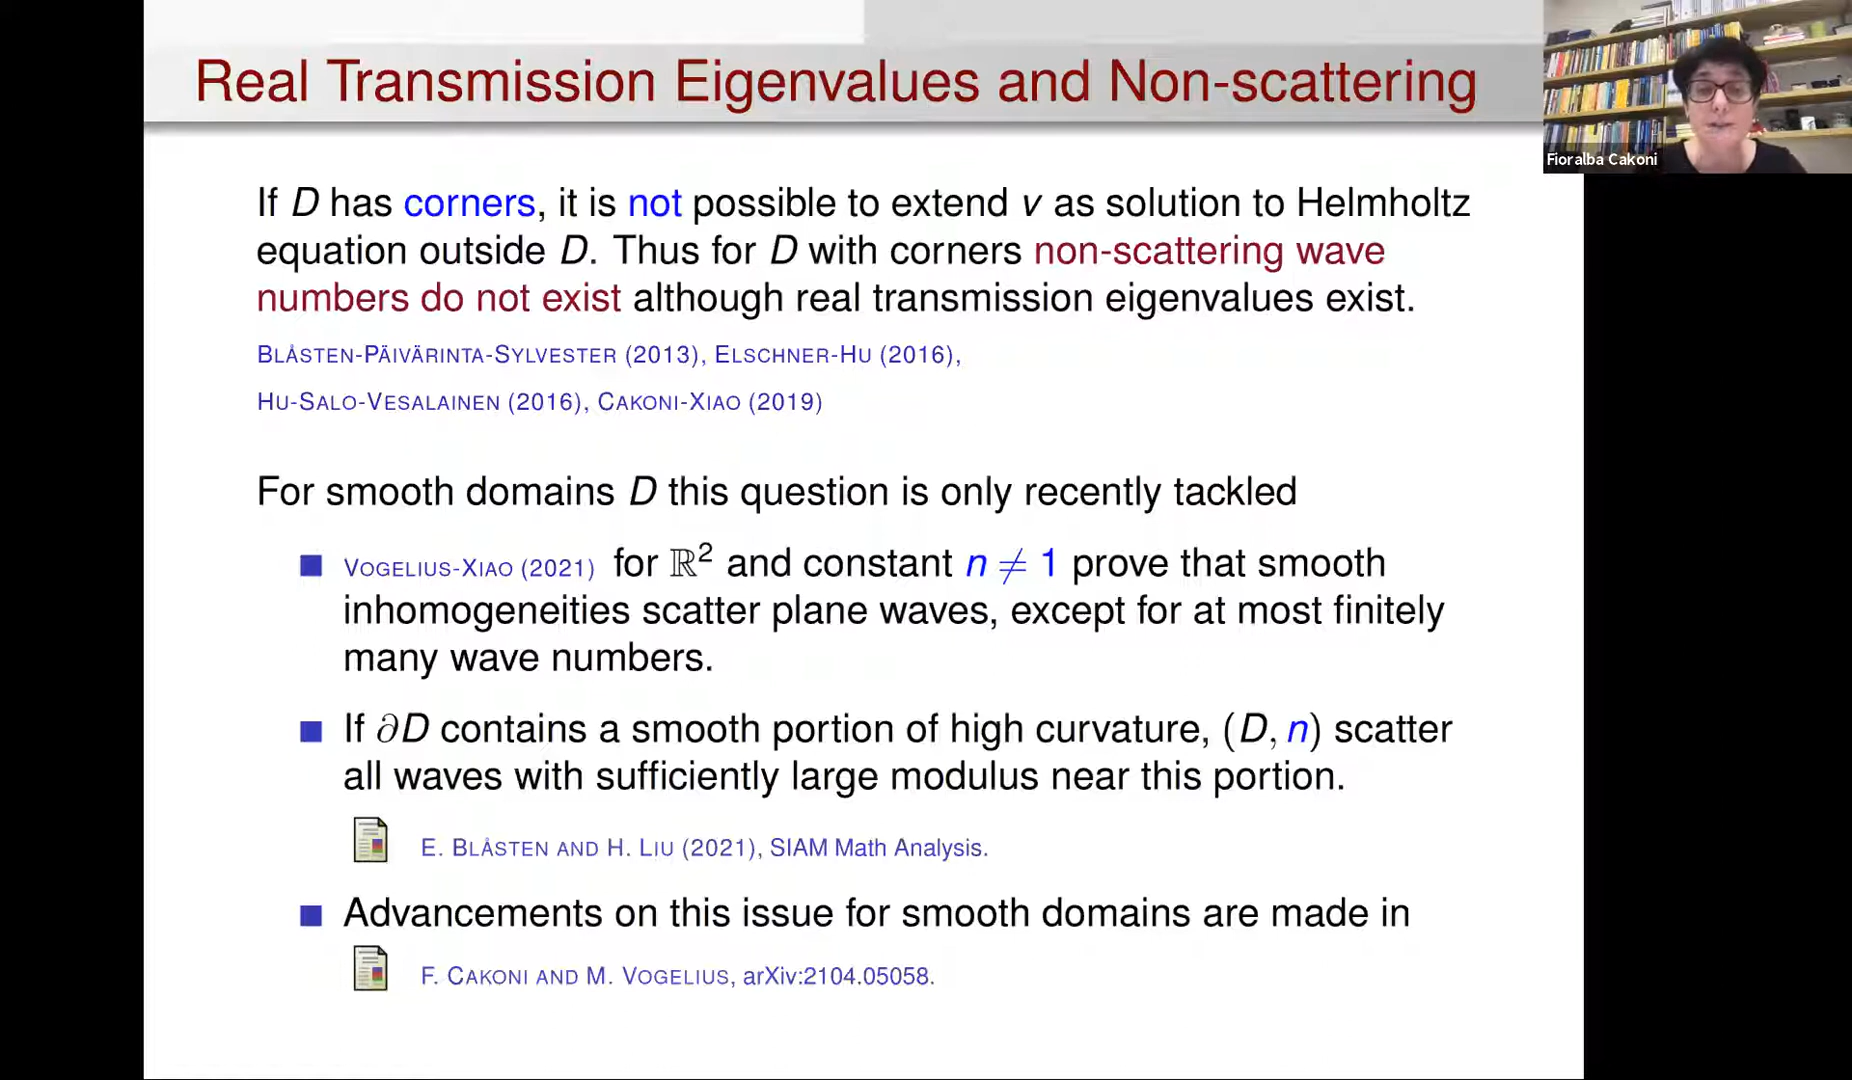 Real Transmission Eigenvalues and Non-scattering
Fioralba Cakoni
If D has corners, it is not possible to extend v as solution to Helmholtz
equation outside D. Thus for D with corners non-scattering wave
numbers do not exist although real transmission eigenvalues exist.
BLÅSTEN-PÄIVÄRINTA-SYLVESTER (2013), ELSCHNER-HU (2016),
HU-SALO-VESALAINEN (2016), CAKONI-XIAO (2019)
For smooth domains D this question is only recently tackled
VOGELIUS-XIAO (2021) for ℝ² and constant n ≠ 1 prove that smooth
inhomogeneities scatter plane waves, except for at most finitely
many wave numbers.
If ∂D contains a smooth portion of high curvature, (D, n) scatter
all waves with sufficiently large modulus near this portion.
E. BLÅSTEN AND H. LIU (2021), SIAM Math Analysis.
Advancements on this issue for smooth domains are made in
F. CAKONI AND M. VOGELIUS, arXiv:2104.05058.